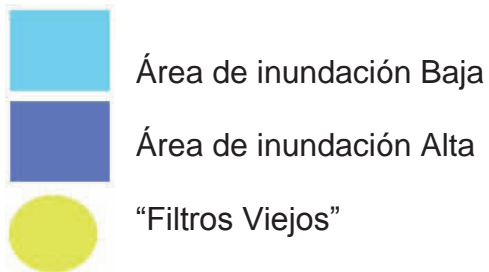 Área de inundación Baja
Área de inundación Alta
“Filtros Viejos”